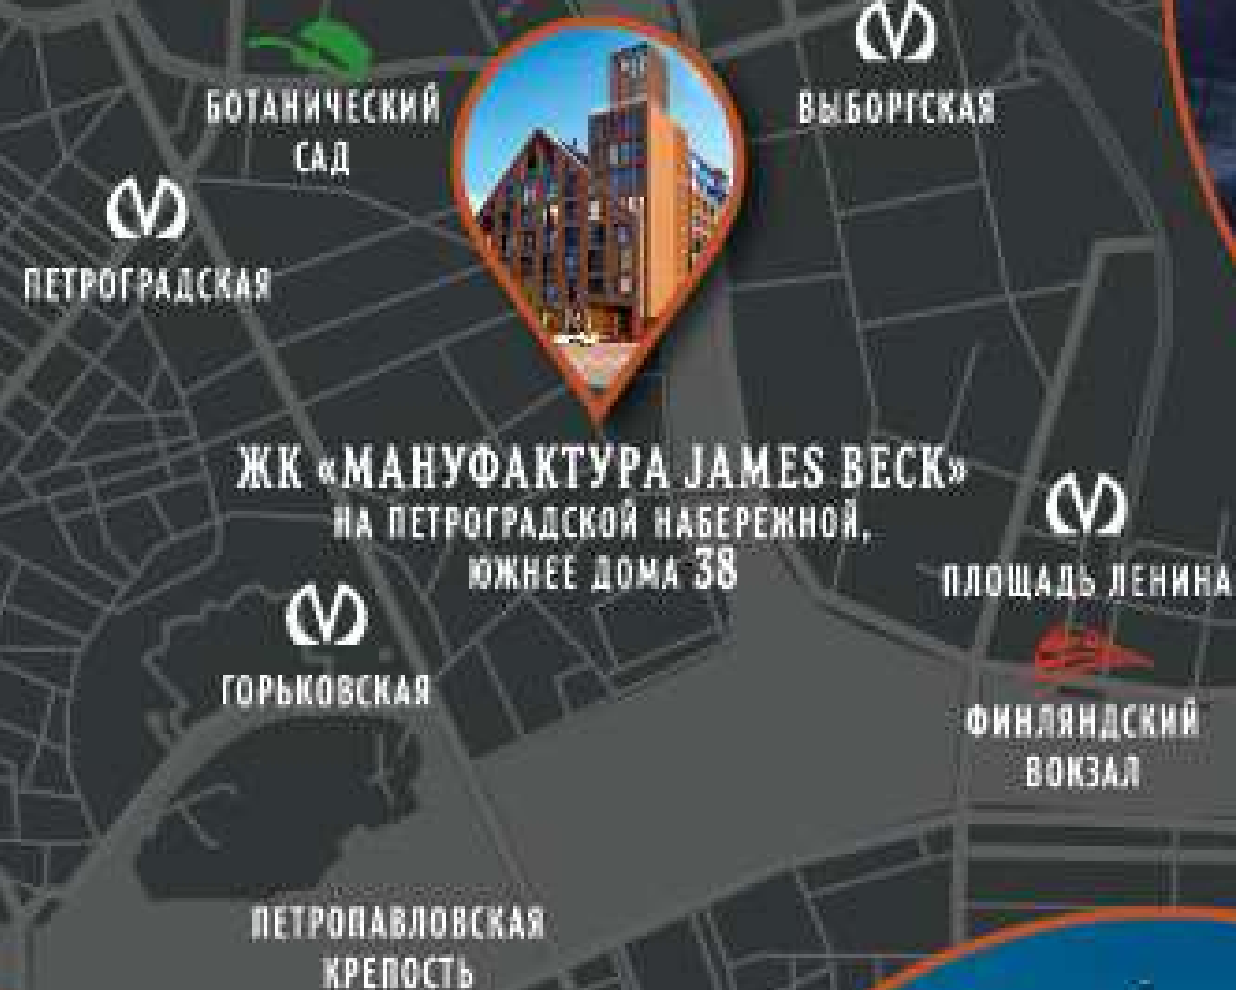 ВЫБОРГСКАЯ
БОТАНИЧЕСКИЙ
САД
ПЕТРОГРАДСКАЯ
ЖК «МАНУФАКТУРА JAMES BECK»
НА ПЕТРОГРАДСКОЙ НАБЕРЕЖНОЙ,
ЮЖНЕЕ ДОМА 38
ПЛОЩАДЬ ЛЕНИНА
ГОРЬКОВСКАЯ
ФИНЛЯНДСКИЙ
ВОКЗАЛ
ПЕТРОПАВЛОВСКАЯ
КРЕПОСТЬ